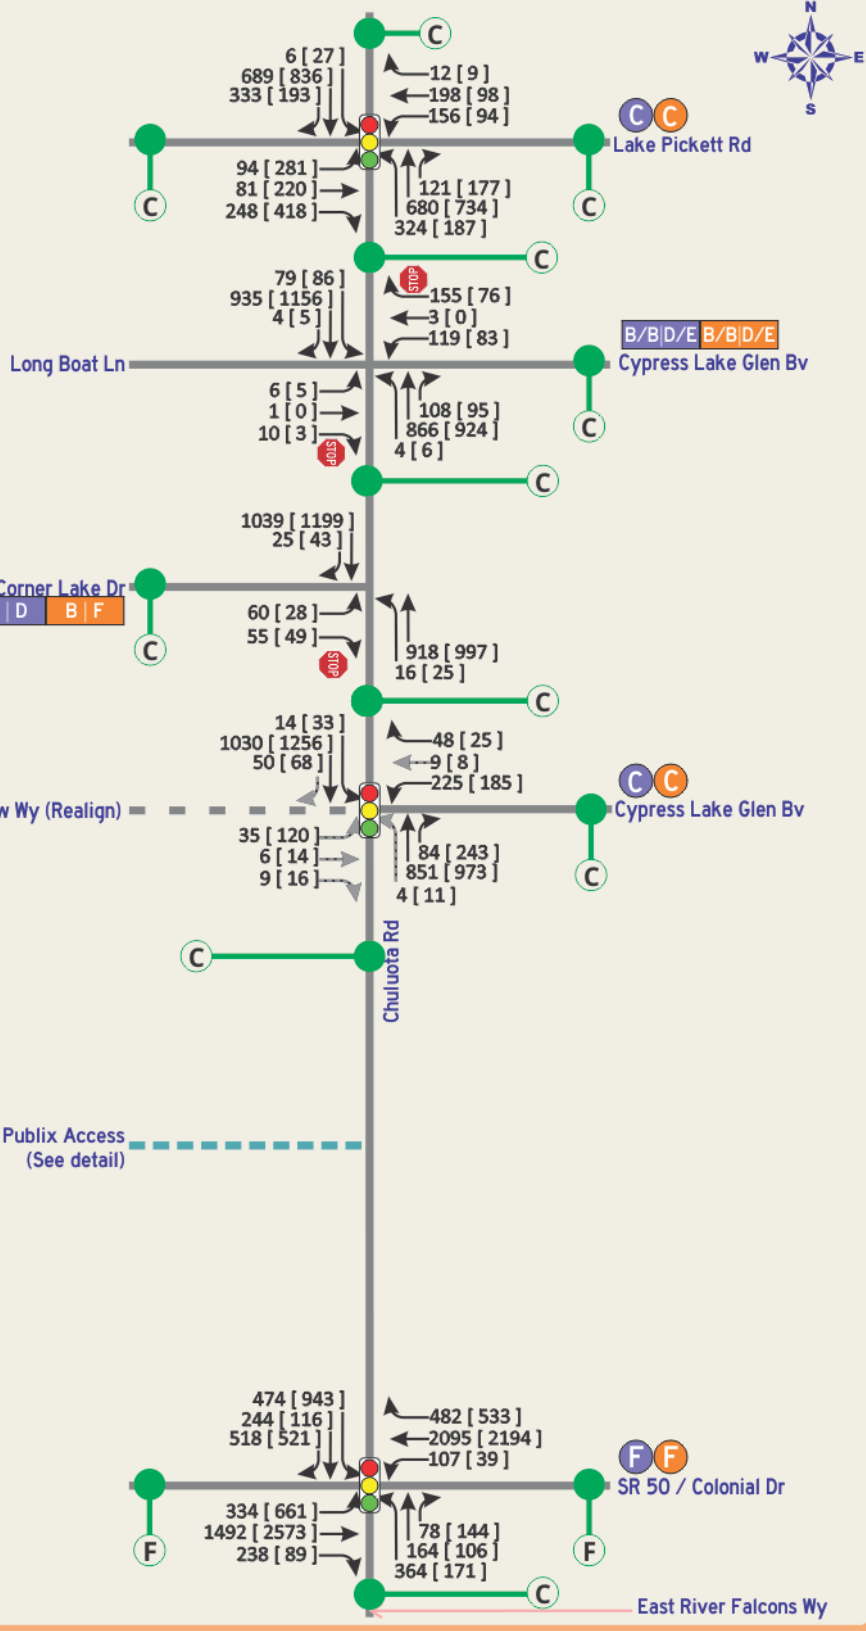 N
W E
S
C
6 [ 27 ]
689 [ 836 ]
333 [ 193 ]
12 [ 9 ]
198 [ 98 ]
156 [ 94 ]
C C
Lake Pickett Rd
94 [ 281 ]
81 [ 220 ]
248 [ 418 ]
121 [ 177 ]
680 [ 734 ]
324 [ 187 ]
C
C
C
79 [ 86 ]
935 [ 1156 ]
4 [ 5 ]
STOP
155 [ 76 ]
3 [ 0 ]
119 [ 83 ]
B/B|D/E B/B|D/E
Long Boat Ln
Cypress Lake Glen Bv
6 [ 5 ]
1 [ 0 ]
10 [ 3 ]
STOP
108 [ 95 ]
866 [ 924 ]
4 [ 6 ]
C
C
1039 [ 1199 ]
25 [ 43 ]
Corner Lake Dr
| D B | F
60 [ 28 ]
55 [ 49 ]
STOP
918 [ 997 ]
16 [ 25 ]
C
C
14 [ 33 ]
1030 [ 1256 ]
50 [ 68 ]
48 [ 25 ]
9 [ 8 ]
225 [ 185 ]
C C
w Wy (Realign)
Cypress Lake Glen Bv
35 [ 120 ]
6 [ 14 ]
9 [ 16 ]
84 [ 243 ]
851 [ 973 ]
4 [ 11 ]
C
C
Chuluota Rd
Publix Access
(See detail)
474 [ 943 ]
244 [ 116 ]
518 [ 521 ]
482 [ 533 ]
2095 [ 2194 ]
107 [ 39 ]
F F
SR 50 / Colonial Dr
334 [ 661 ]
1492 [ 2573 ]
238 [ 89 ]
78 [ 144 ]
164 [ 106 ]
364 [ 171 ]
F
F
C
East River Falcons Wy